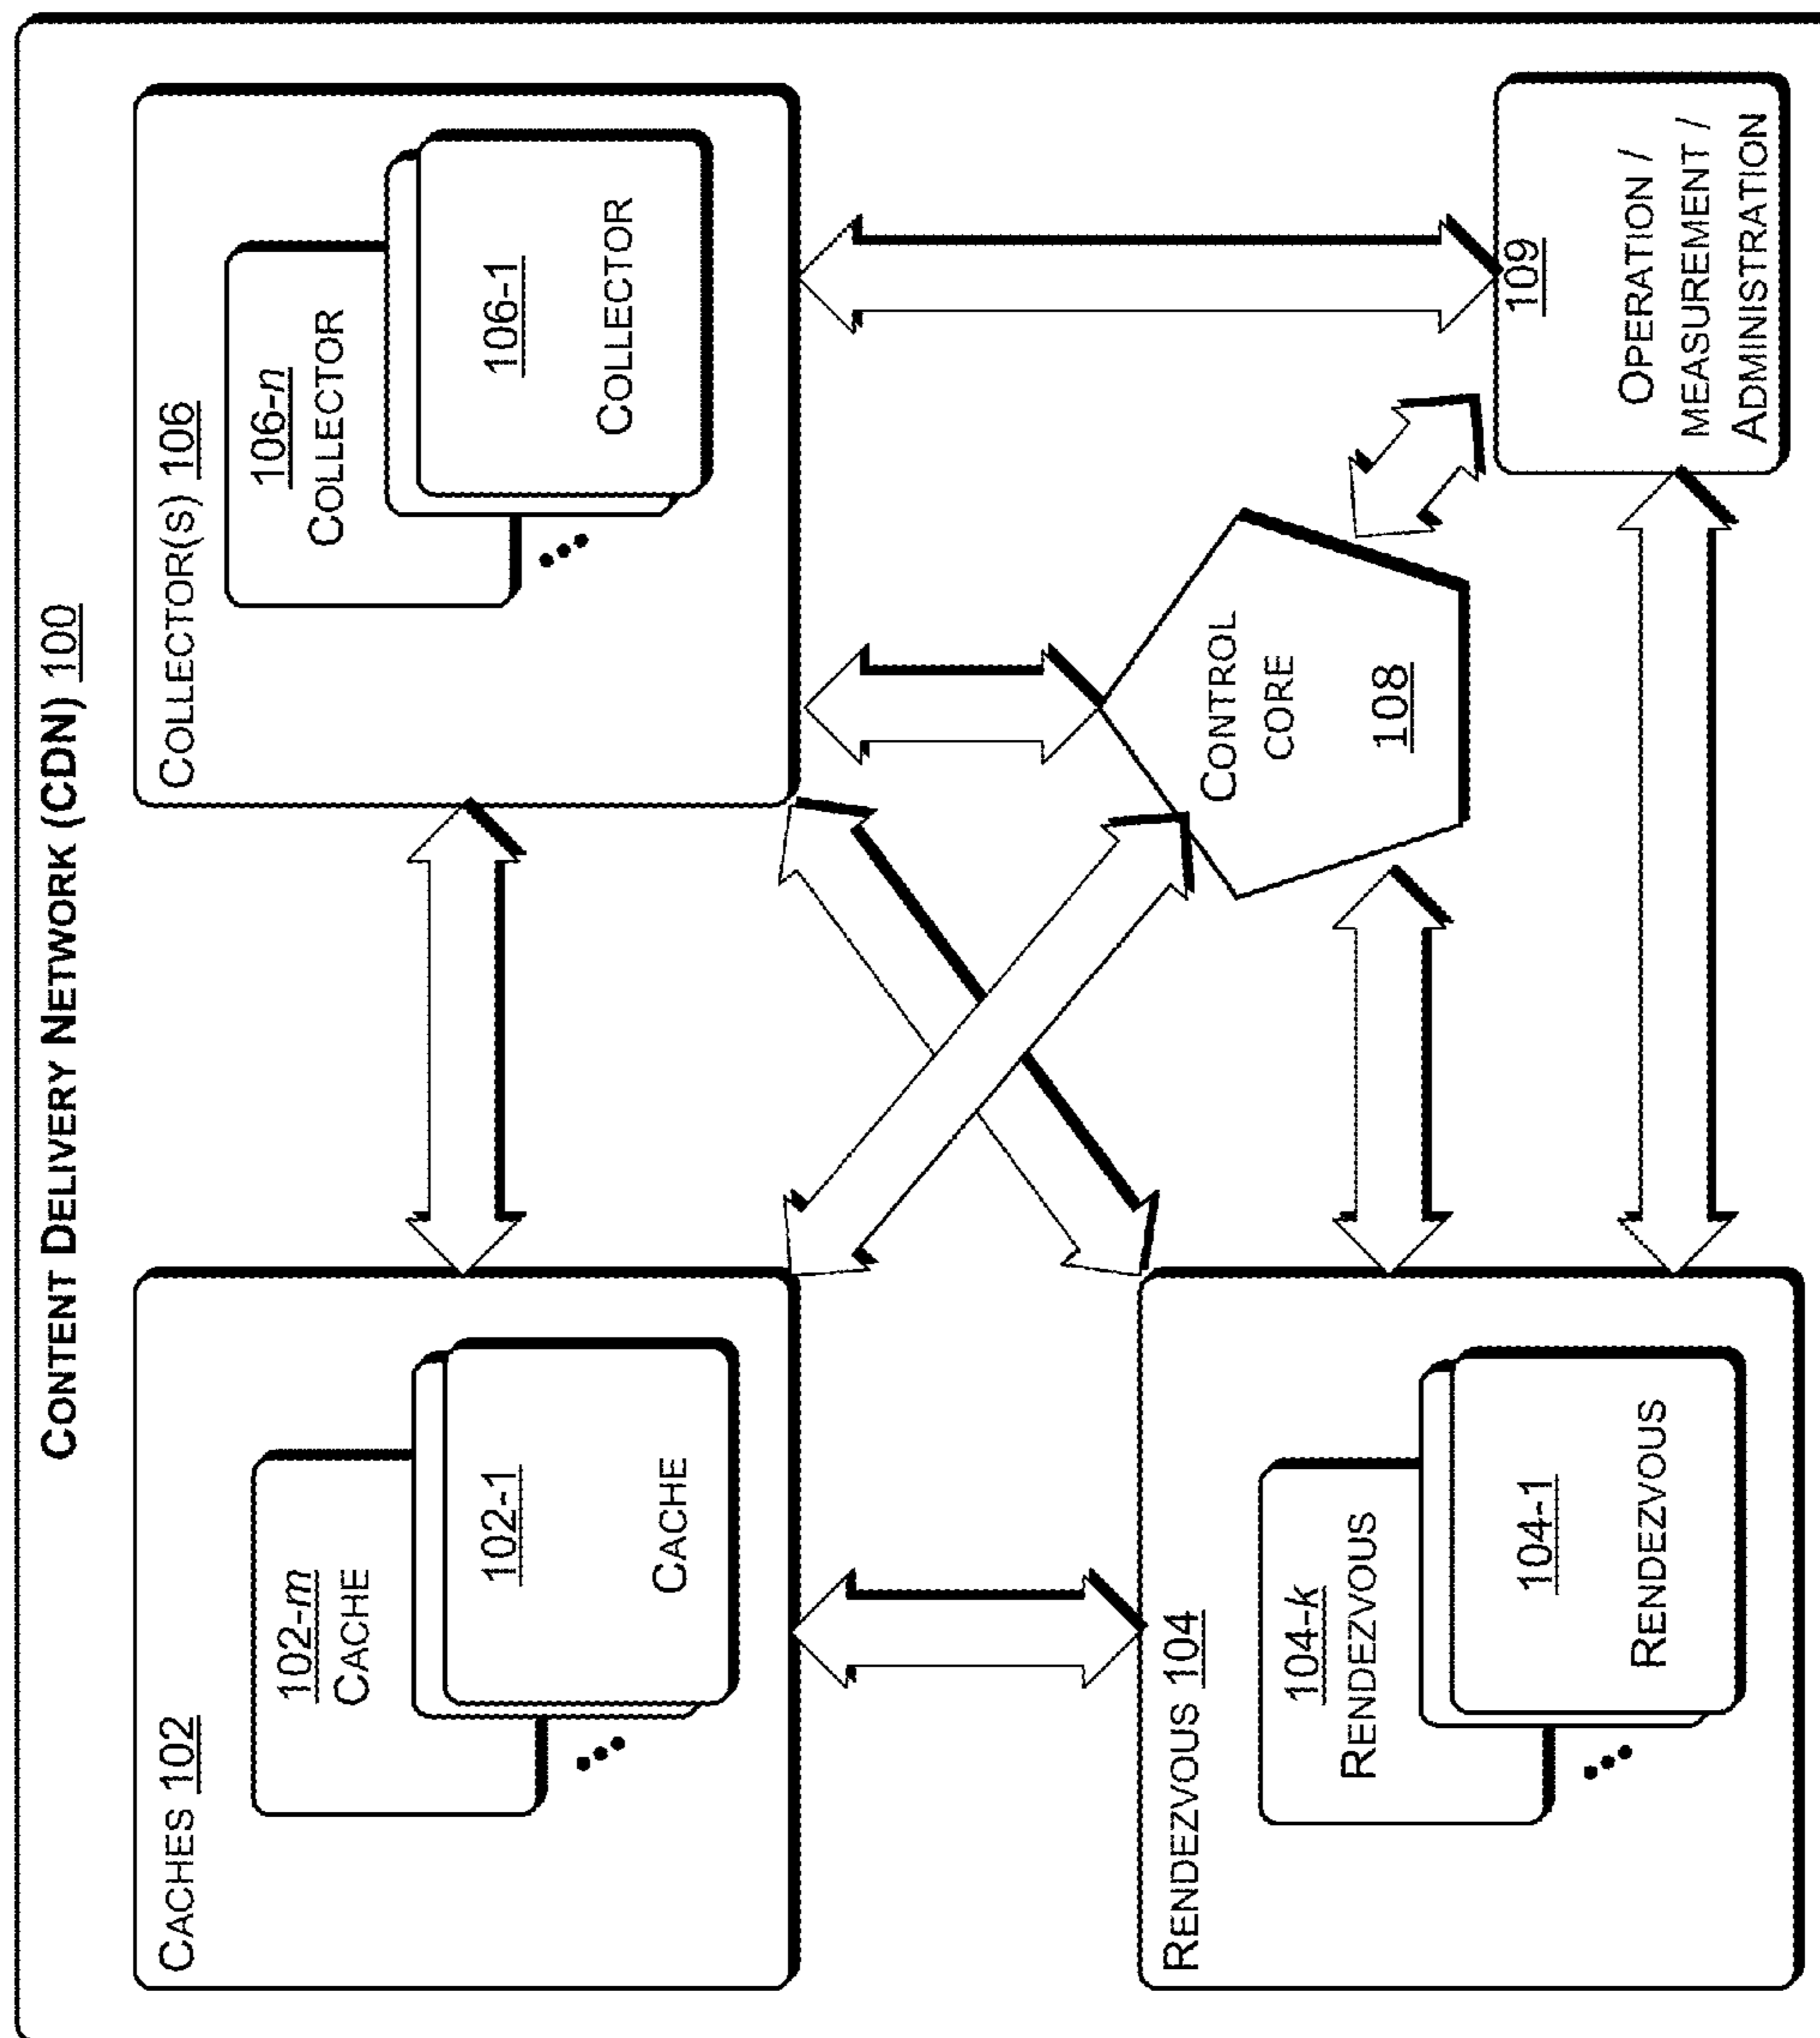 CONTENT DELIVERY NETWORK (CDN) 100
CACHES 102
102-m
CACHE
102-1
CACHE
COLLECTOR(S) 106
106-n
COLLECTOR
106-1
COLLECTOR
RENDEZVOUS 104
104-k
RENDEZVOUS
104-1
RENDEZVOUS
CONTROL
CORE
108
109
OPERATION /
MEASUREMENT /
ADMINISTRATION